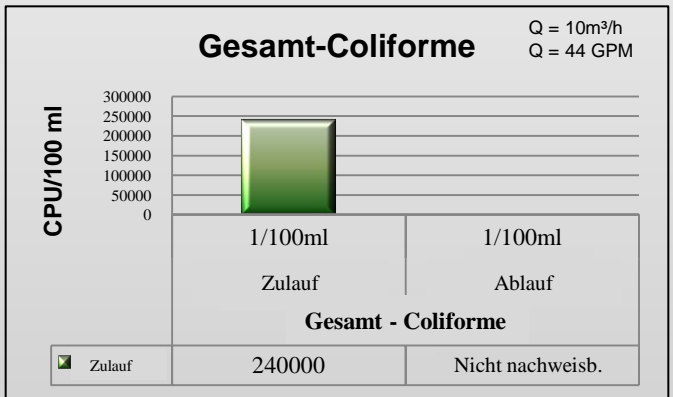 Gesamt-Coliforme
Q = 10m³/h
Q = 44 GPM
CPU/100 ml
300000
250000
200000
150000
100000
50000
0
1/100ml 1/100ml
Zulauf Ablauf
Gesamt - Coliforme
Zulauf 240000 Nicht nachweisb.